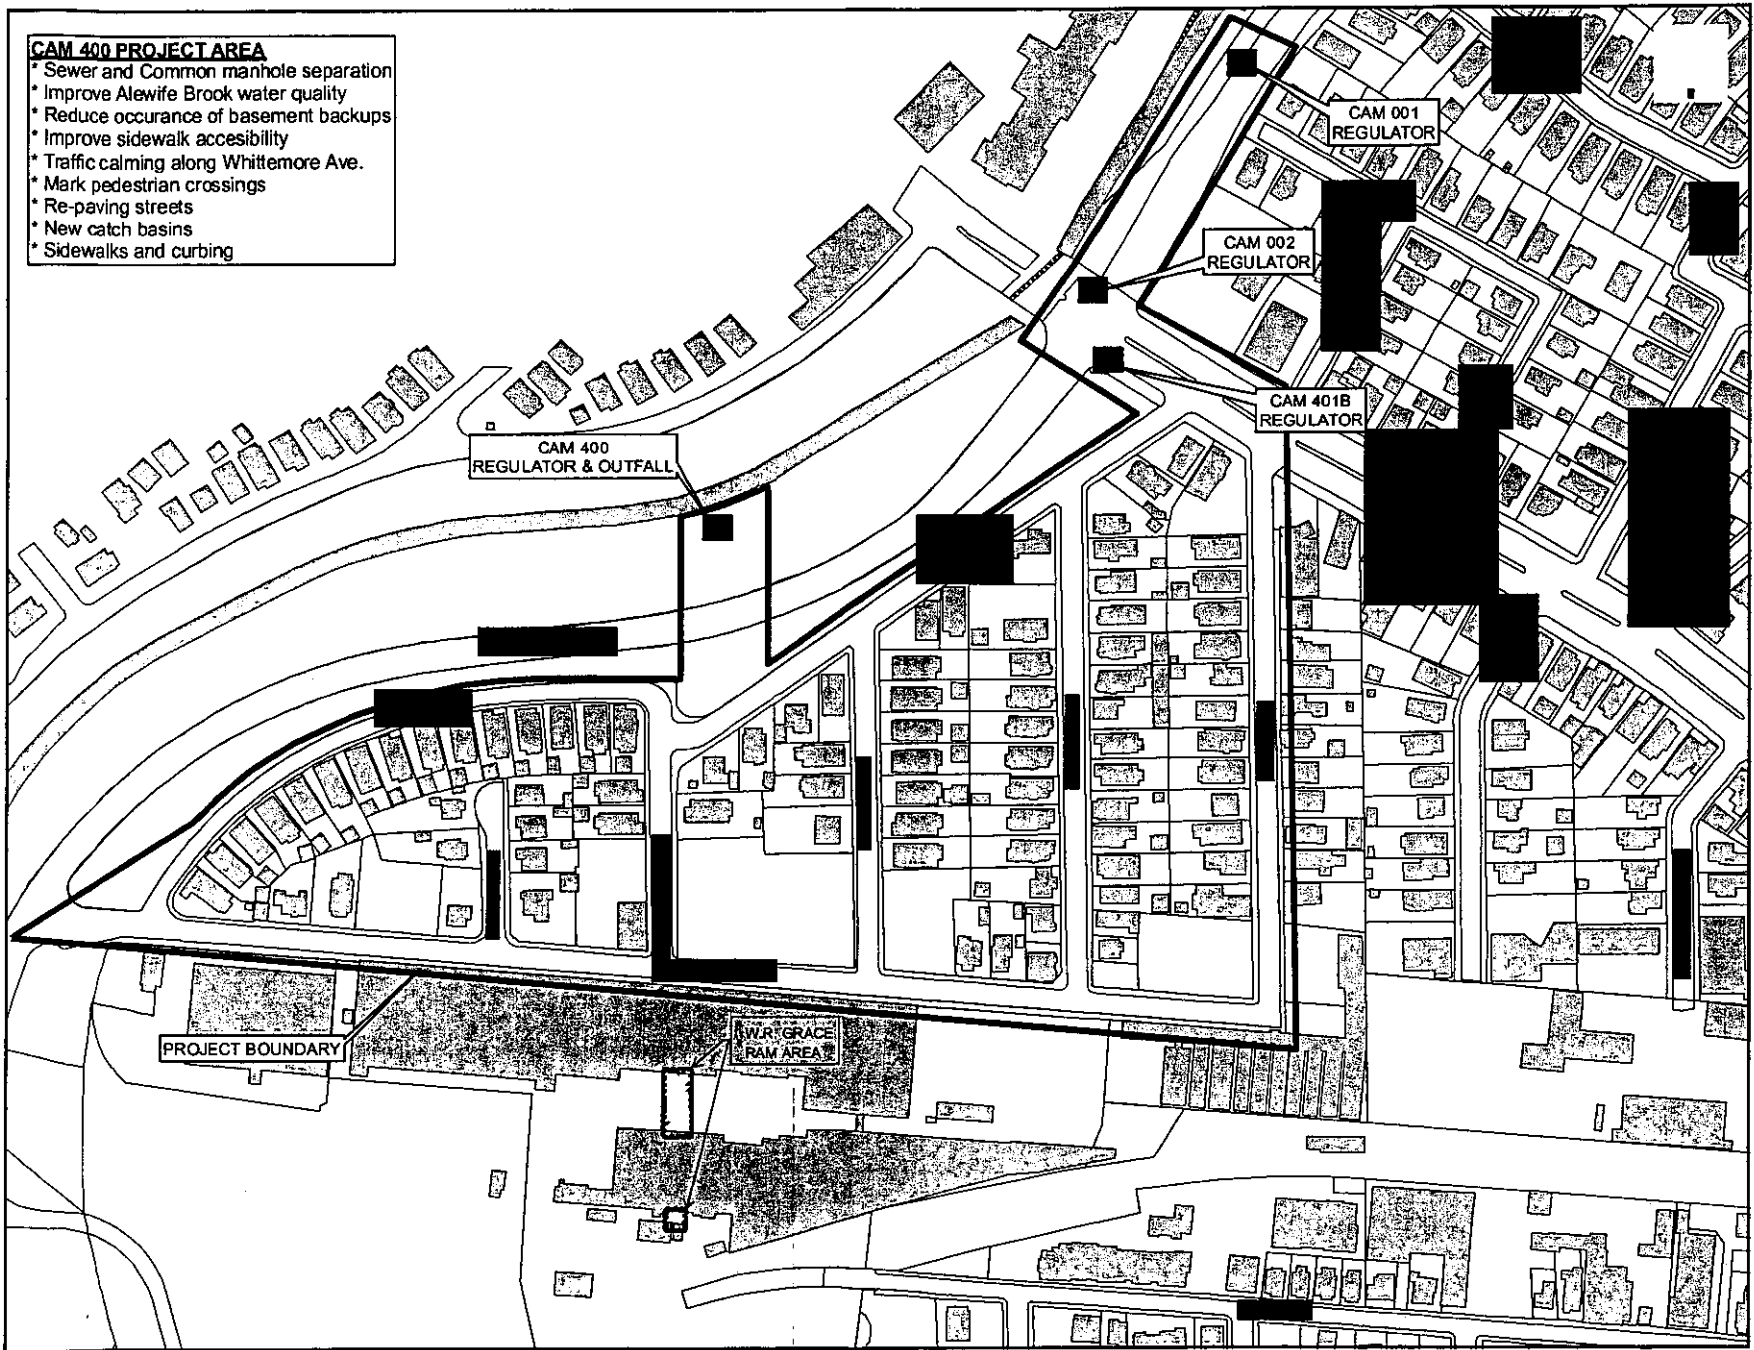 CAM 400 PROJECT AREA
* Sewer and Common manhole separation
* Improve Alewife Brook water quality
* Reduce occurance of basement backups
* Improve sidewalk accesibility
* Traffic calming along Whittemore Ave.
* Mark pedestrian crossings
* Re-paving streets
* New catch basins
* Sidewalks and curbing
CAM 001
REGULATOR
CAM 002
REGULATOR
CAM 401B
REGULATOR
CAM 400
REGULATOR & OUTFALL
PROJECT BOUNDARY
W.R. GRACE
RAM AREA